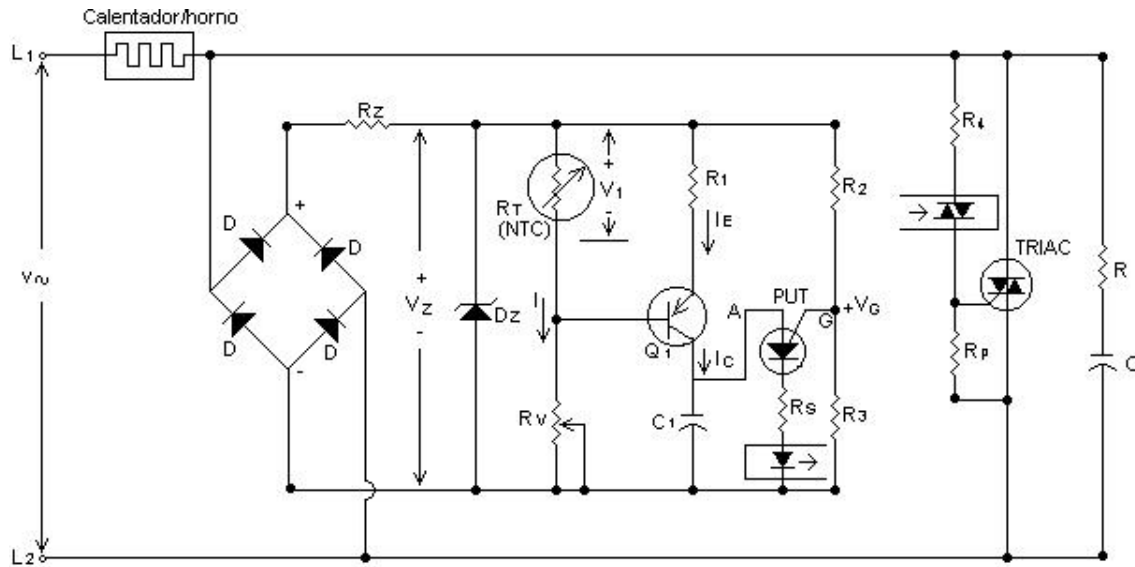 Calentador/horno
L1
RZ
R4
+
V1
-
R1
R2
RT
(NTC)
IE
D
+
D
TRIAC
V~
+
VZ
-
DZ
I
PUT
A
G
+VG
R
Q1
IC
D
D
-
RP
C
RV
C1
RS
R3
L2